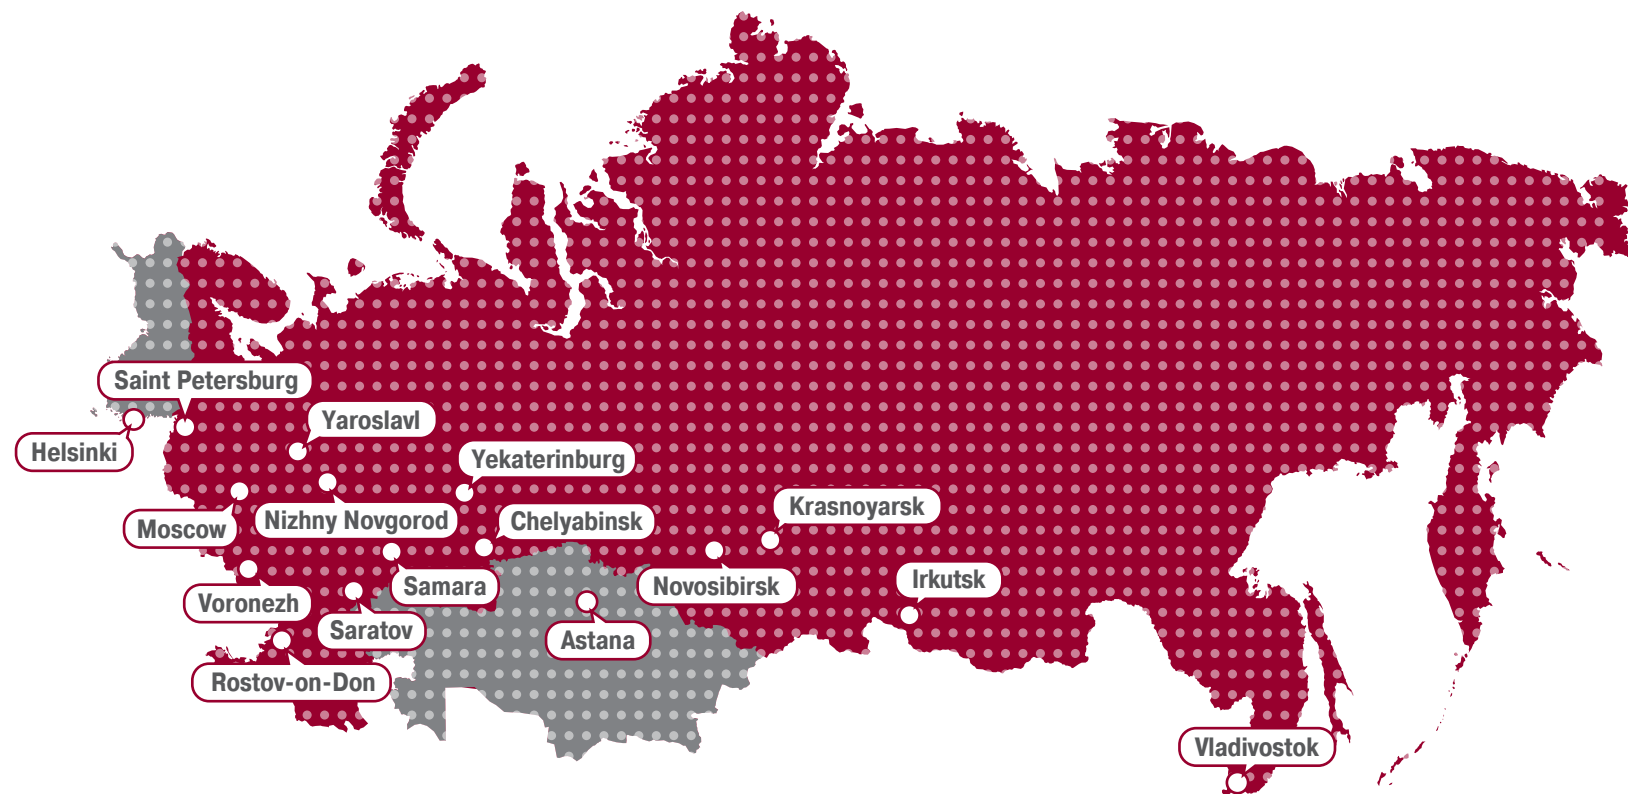 Saint Petersburg
Yaroslavl
Helsinki
Yekaterinburg
Krasnoyarsk
Nizhny Novgorod
Chelyabinsk
Moscow
Irkutsk
Samara
Novosibirsk
Voronezh
Saratov
Astana
Rostov-on-Don
Vladivostok